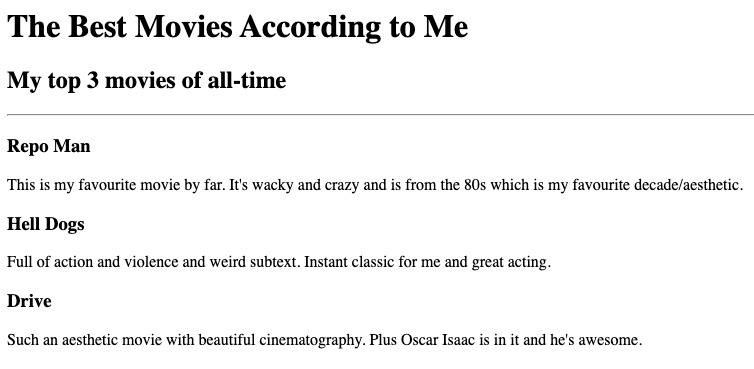 The Best Movies According to Me
My top 3 movies of all-time
Repo Man
This is my favourite movie by far. It's wacky and crazy and is from the 80s which is my favourite decade/aesthetic.
Hell Dogs
Full of action and violence and weird subtext. Instant classic for me and great acting.
Drive
Such an aesthetic movie with beautiful cinematography. Plus Oscar Isaac is in it and he's awesome.